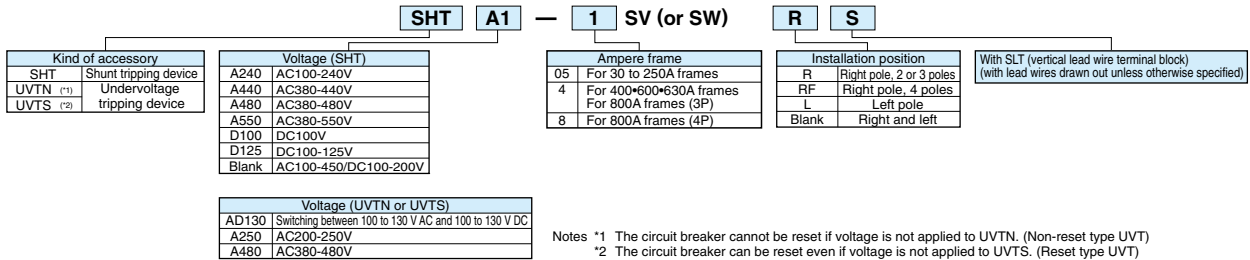 SHT A1 — 1 SV (or SW) R S
Kind of accessory
SHT Shunt tripping device
UVTN (*1) Undervoltage
UVTS (*2) tripping device
Voltage (SHT)
A240 AC100-240V
A440 AC380-440V
A480 AC380-480V
A550 AC380-550V
D100 DC100V
D125 DC100-125V
Blank AC100-450/DC100-200V
Ampere frame
05 For 30 to 250A frames
4 For 400•600•630A frames
For 800A frames (3P)
8 For 800A frames (4P)
Installation position
R Right pole, 2 or 3 poles
RF Right pole, 4 poles
L Left pole
Blank Right and left
With SLT (vertical lead wire terminal block)
(with lead wires drawn out unless otherwise specified)
Voltage (UVTN or UVTS)
AD130 Switching between 100 to 130 V AC and 100 to 130 V DC
A250 AC200-250V
A480 AC380-480V
Notes *1 The circuit breaker cannot be reset if voltage is not applied to UVTN. (Non-reset type UVT)
*2 The circuit breaker can be reset even if voltage is not applied to UVTS. (Reset type UVT)